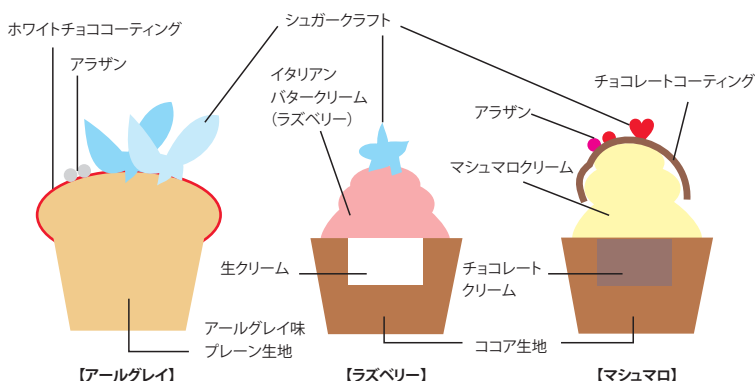 シュガークラフト
ホワイトチョココーティング
アラザン
イタリアン
バタークリーム
（ラズベリー）
チョコレートコーティング
アラザン
マシュマロクリーム
生クリーム
チョコレート
クリーム
アールグレイ味
プレーン生地
ココア生地
【アールグレイ】
【ラズベリー】
【マシュマロ】